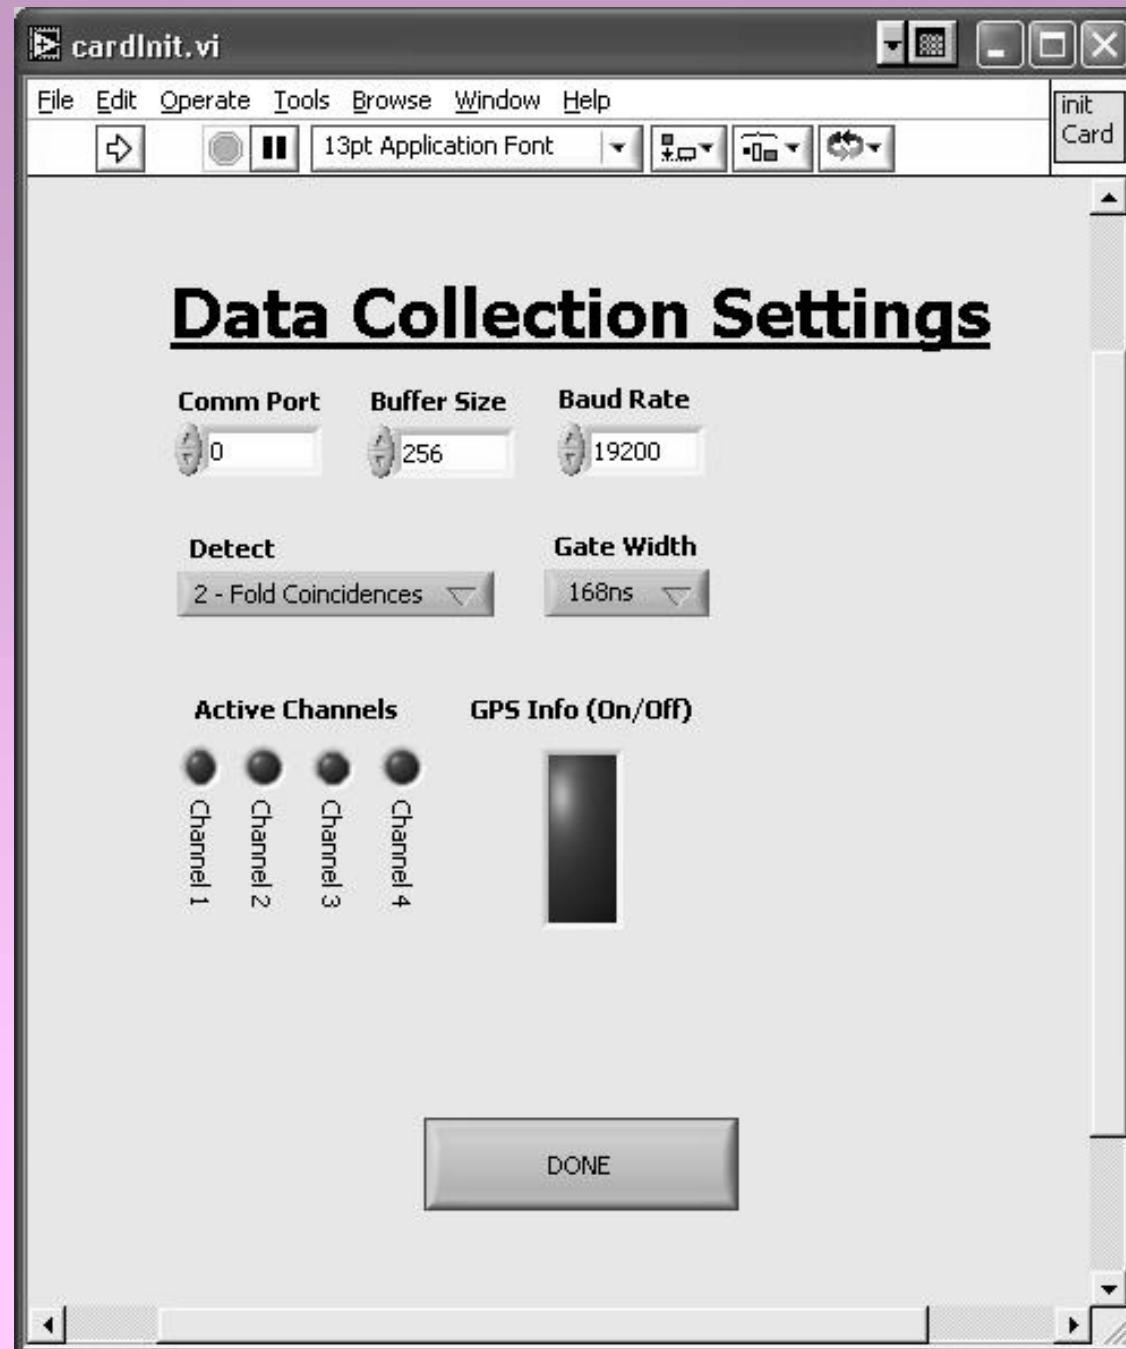 cardInit.vi
File Edit Operate Tools Browse Window Help
init
Card
13pt Application Font
Data Collection Settings
Comm Port Buffer Size Baud Rate
0 256 19200
Detect Gate Width
2 - Fold Coincidences 168ns
Active Channels GPS Info (On/Off)
Channel 1
Channel 2
Channel 3
Channel 4
DONE